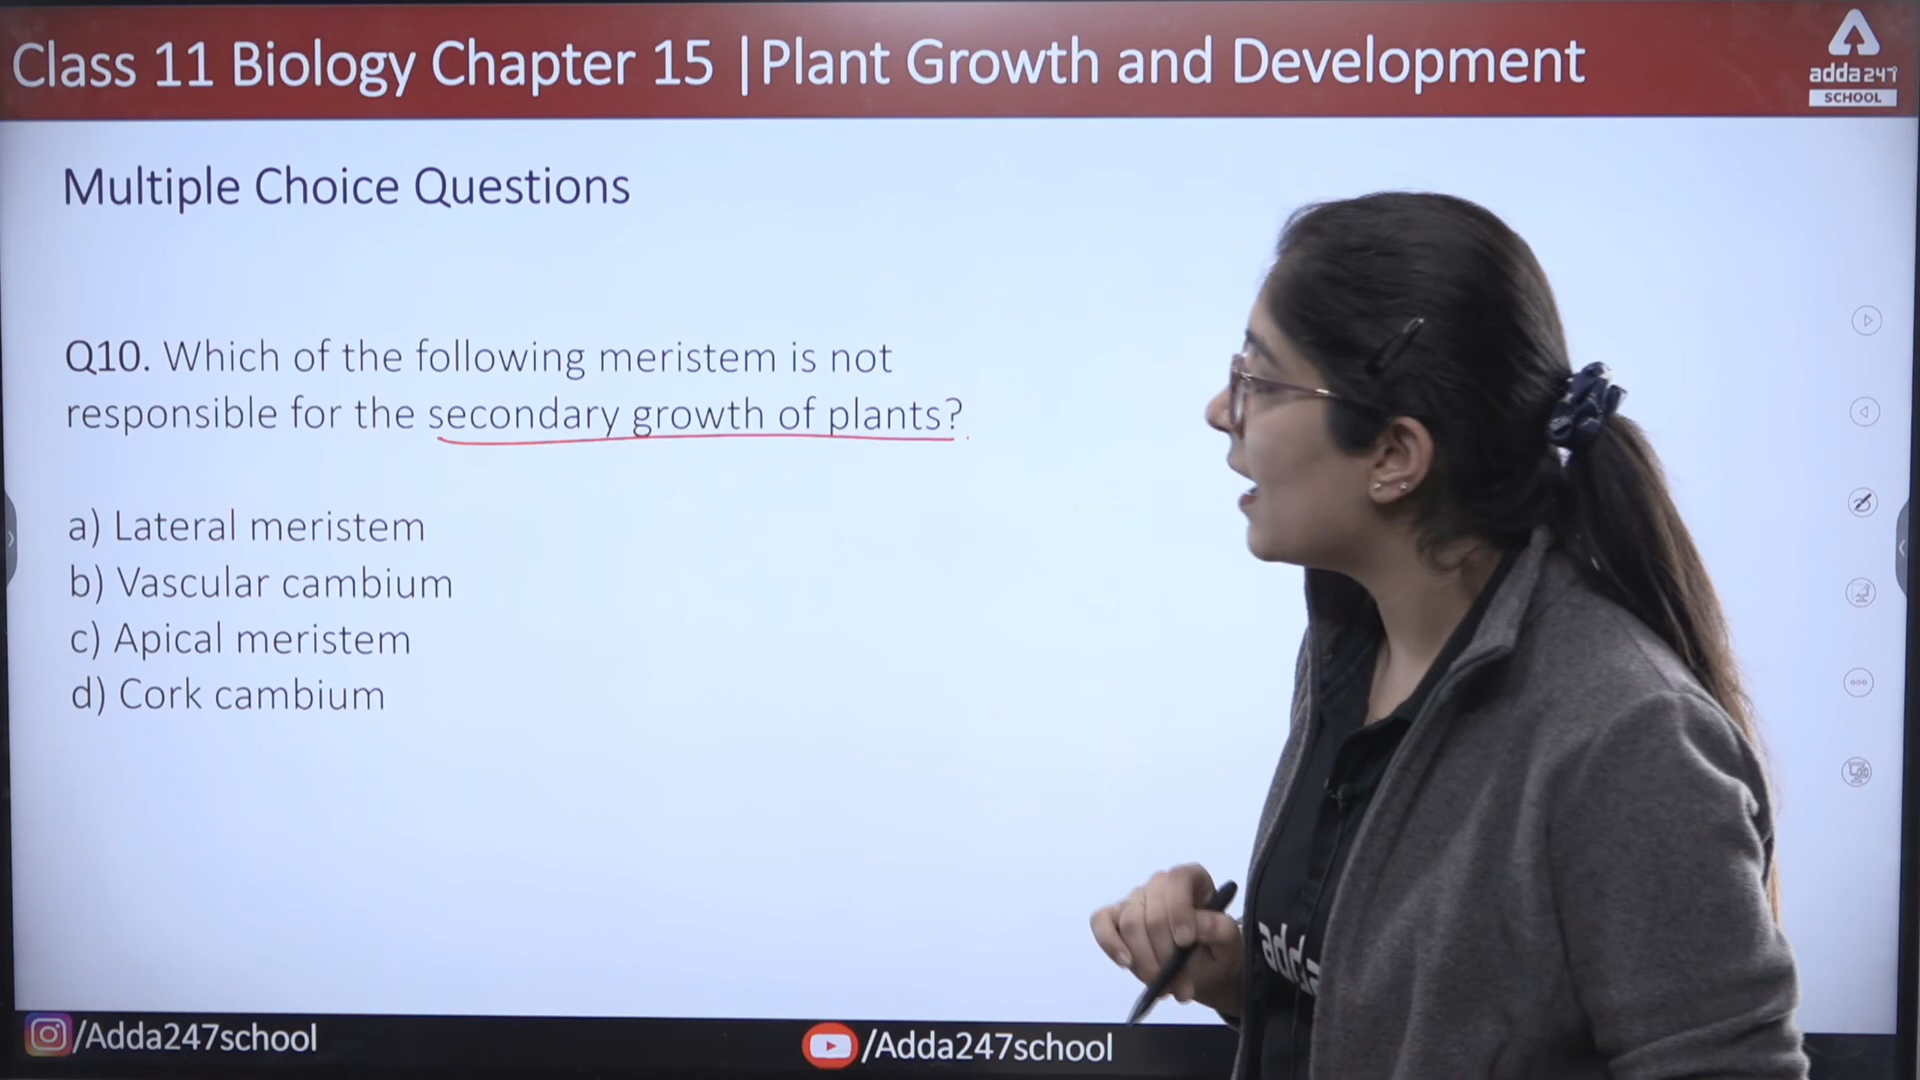 Class 11 Biology Chapter 15 |Plant Growth and Development
adda247
SCHOOL
Multiple Choice Questions
Q10. Which of the following meristem is not
responsible for the secondary growth of plants?
a) Lateral meristem
b) Vascular cambium
c) Apical meristem
d) Cork cambium
adda
/Adda247school
/Adda247school